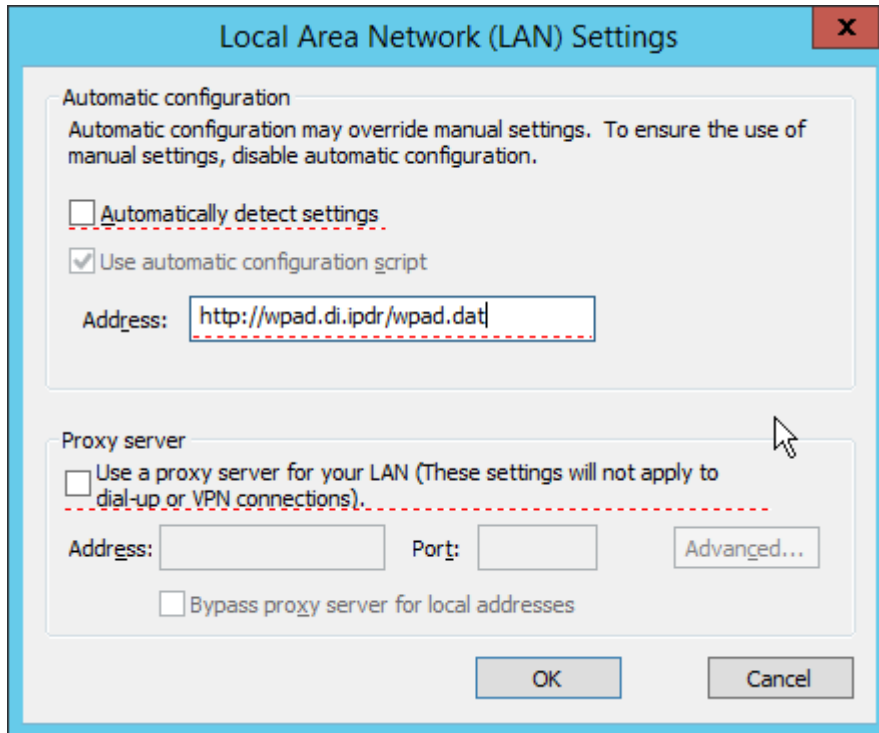 Local Area Network (LAN) Settings
x
Automatic configuration
Automatic configuration may override manual settings. To ensure the use of
manual settings, disable automatic configuration.
Automatically detect settings
Use automatic configuration script
Address: http://wpad.di.ipdr/wpad.dat
Proxy server
Use a proxy server for your LAN (These settings will not apply to
dial-up or VPN connections).
Address: Port: Advanced...
Bypass proxy server for local addresses
OK Cancel